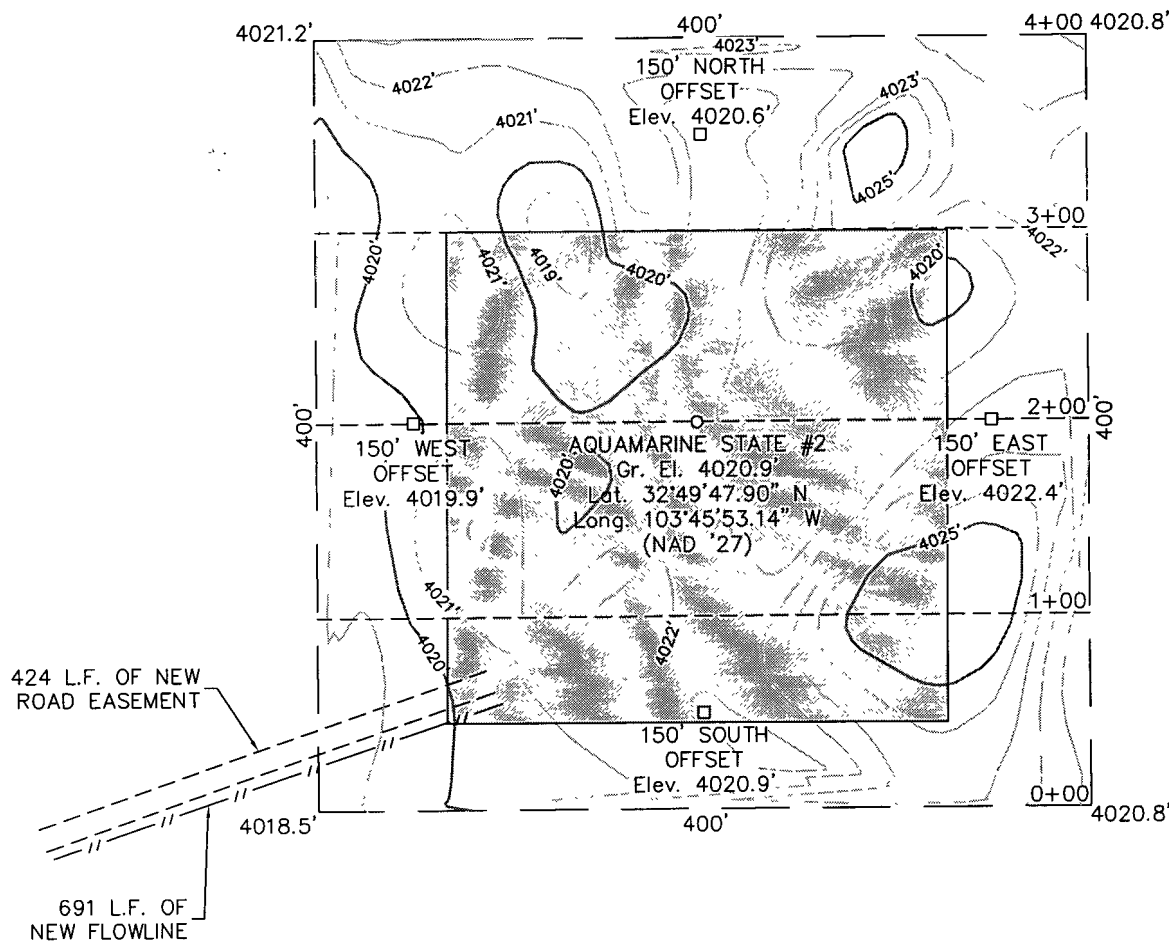 4021.2'
400'
4+00 4020.8'
4023'
150' NORTH
OFFSET
Elev. 4020.6'
4022'
4023'
4021'
4025'
3+00
4022'
4020'
4021'
4019'
4020'
4020'
400'
2+00
400'
150' WEST
OFFSET
Elev. 4019.9'
AQUAMARINE STATE #2
Gr. El. 4020.9'
Lat. 32°49'47.90" N
Long. 103°45'53.14" W
(NAD '27)
150' EAST
OFFSET
Elev. 4022.4'
4020'
4025'
4021'
1+00
4022'
4020'
424 L.F. OF NEW
ROAD EASEMENT
150' SOUTH
OFFSET
Elev. 4020.9'
0+00
4018.5'
400'
4020.8'
691 L.F. OF
NEW FLOWLINE